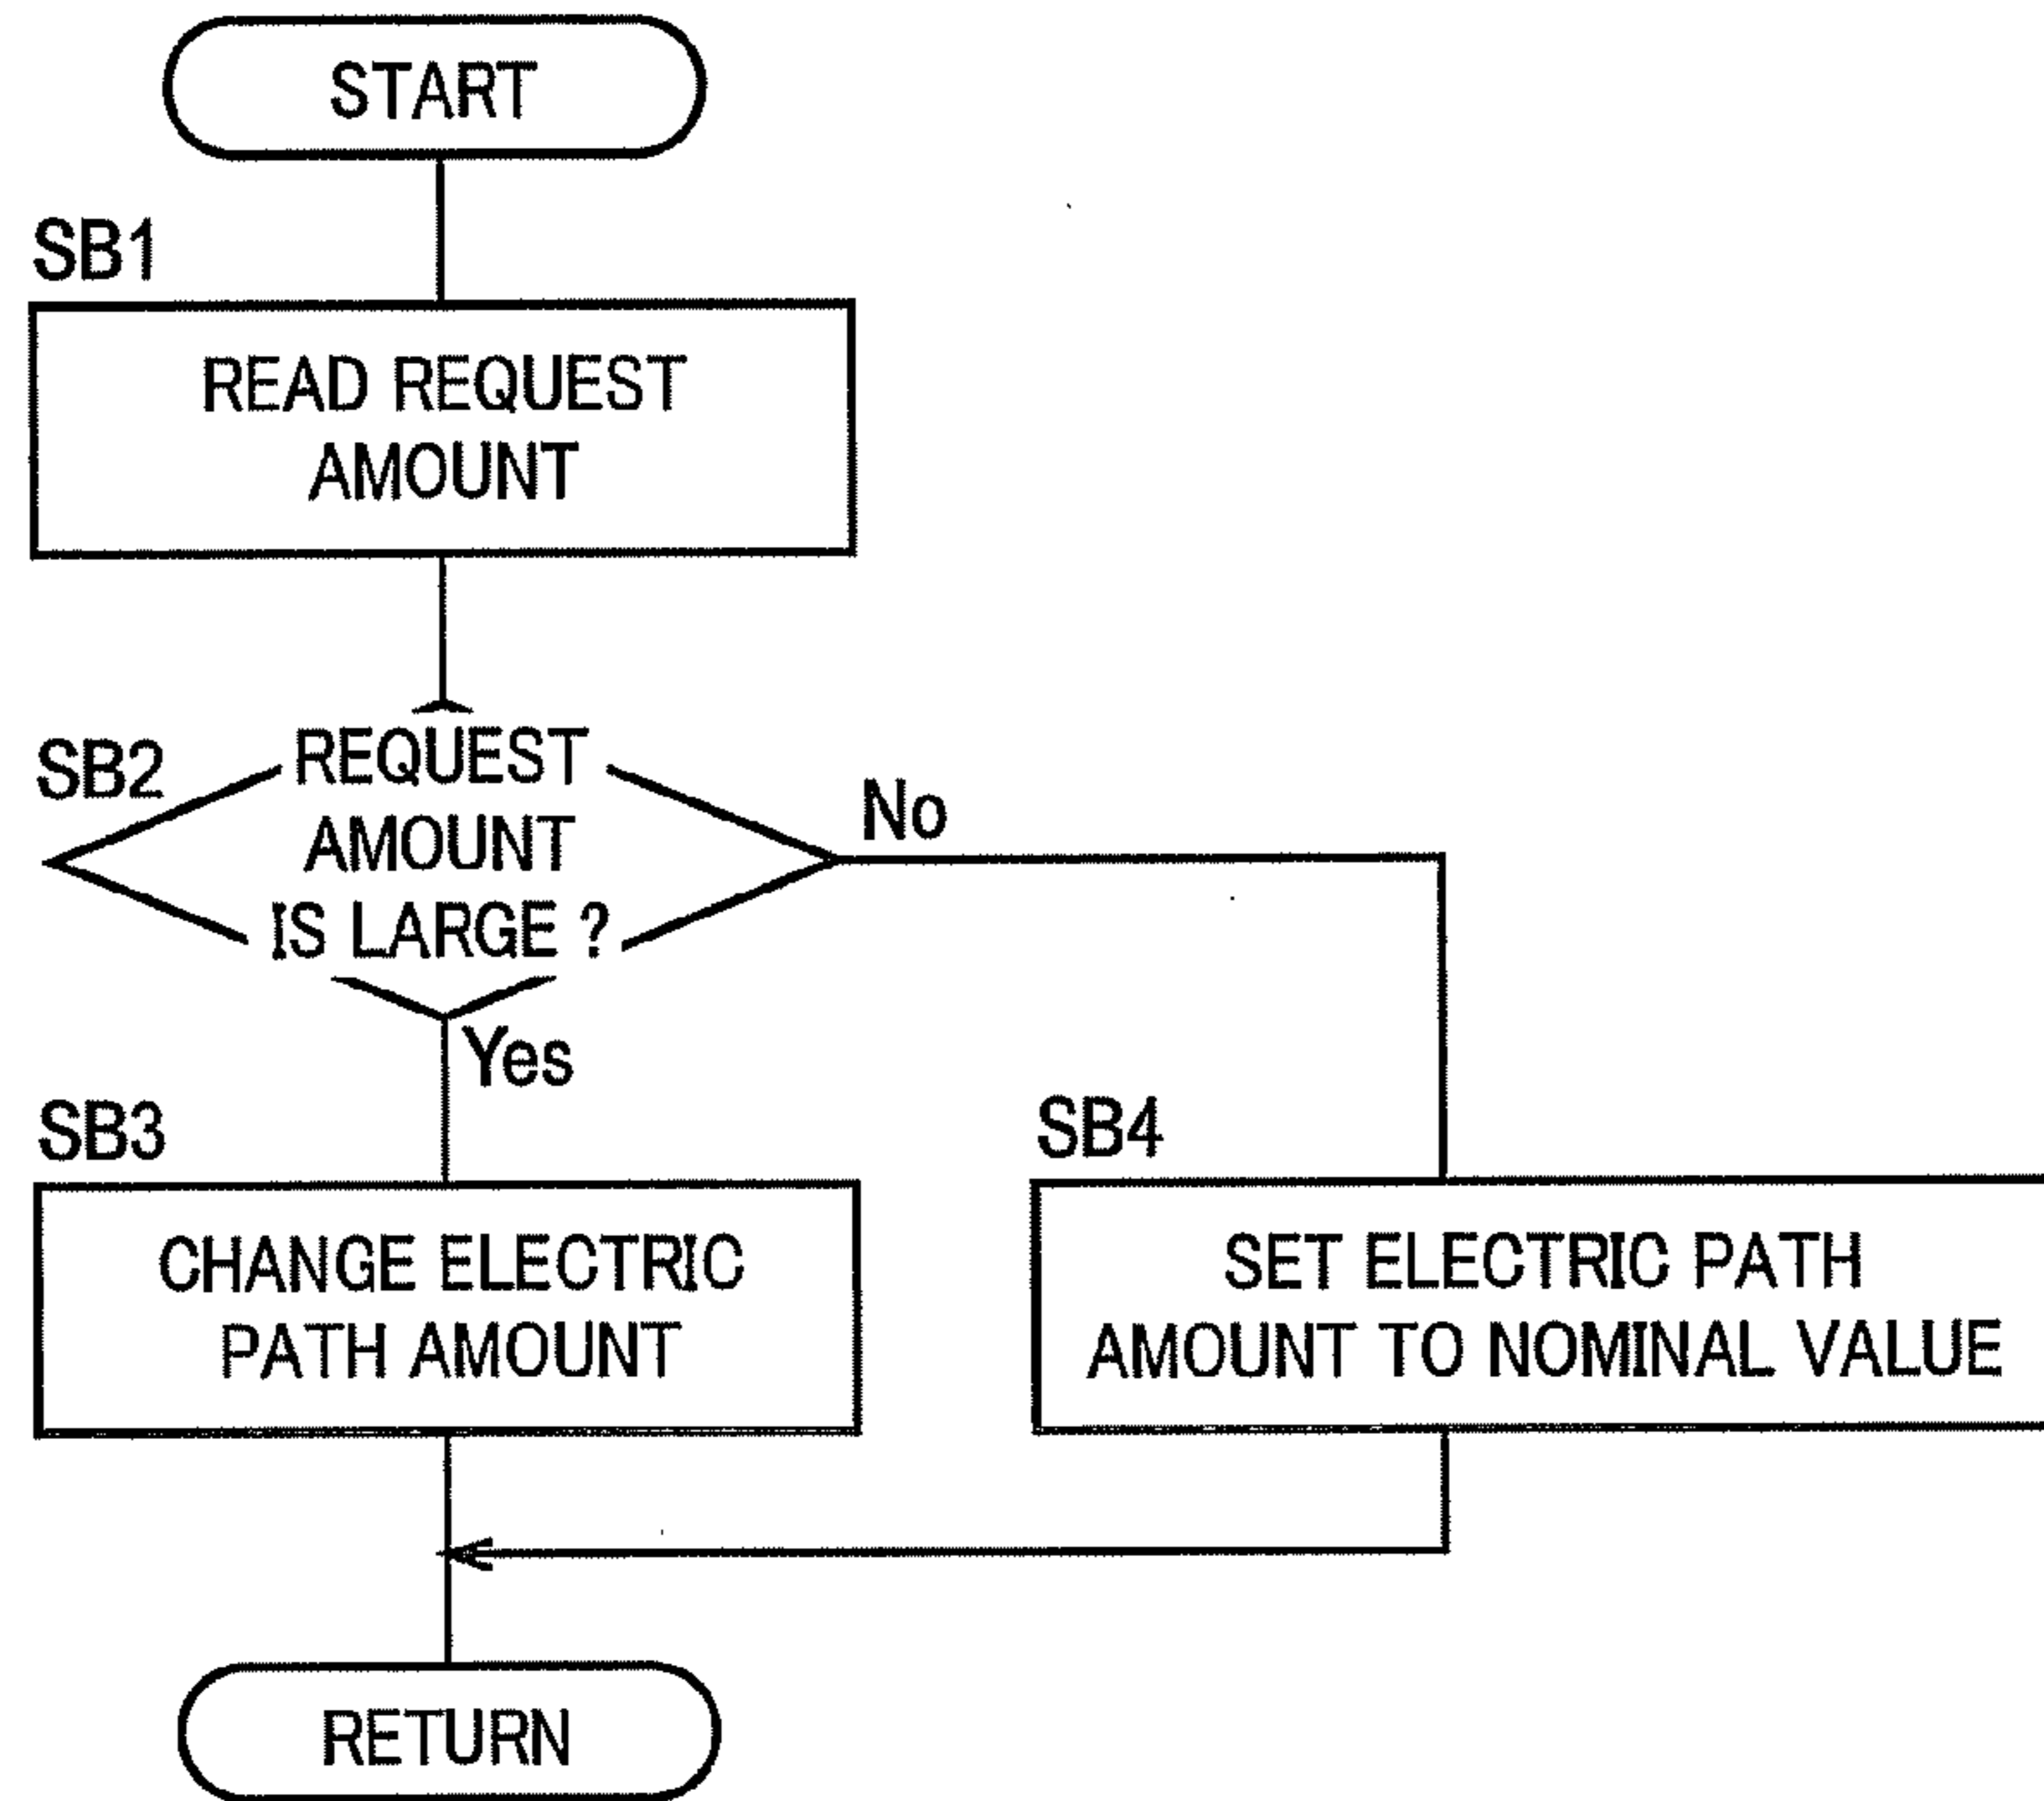 START
SB1
READ REQUEST
AMOUNT
SB2
REQUEST
AMOUNT
IS LARGE ?
No
Yes
SB3
CHANGE ELECTRIC
PATH AMOUNT
SB4
SET ELECTRIC PATH
AMOUNT TO NOMINAL VALUE
RETURN